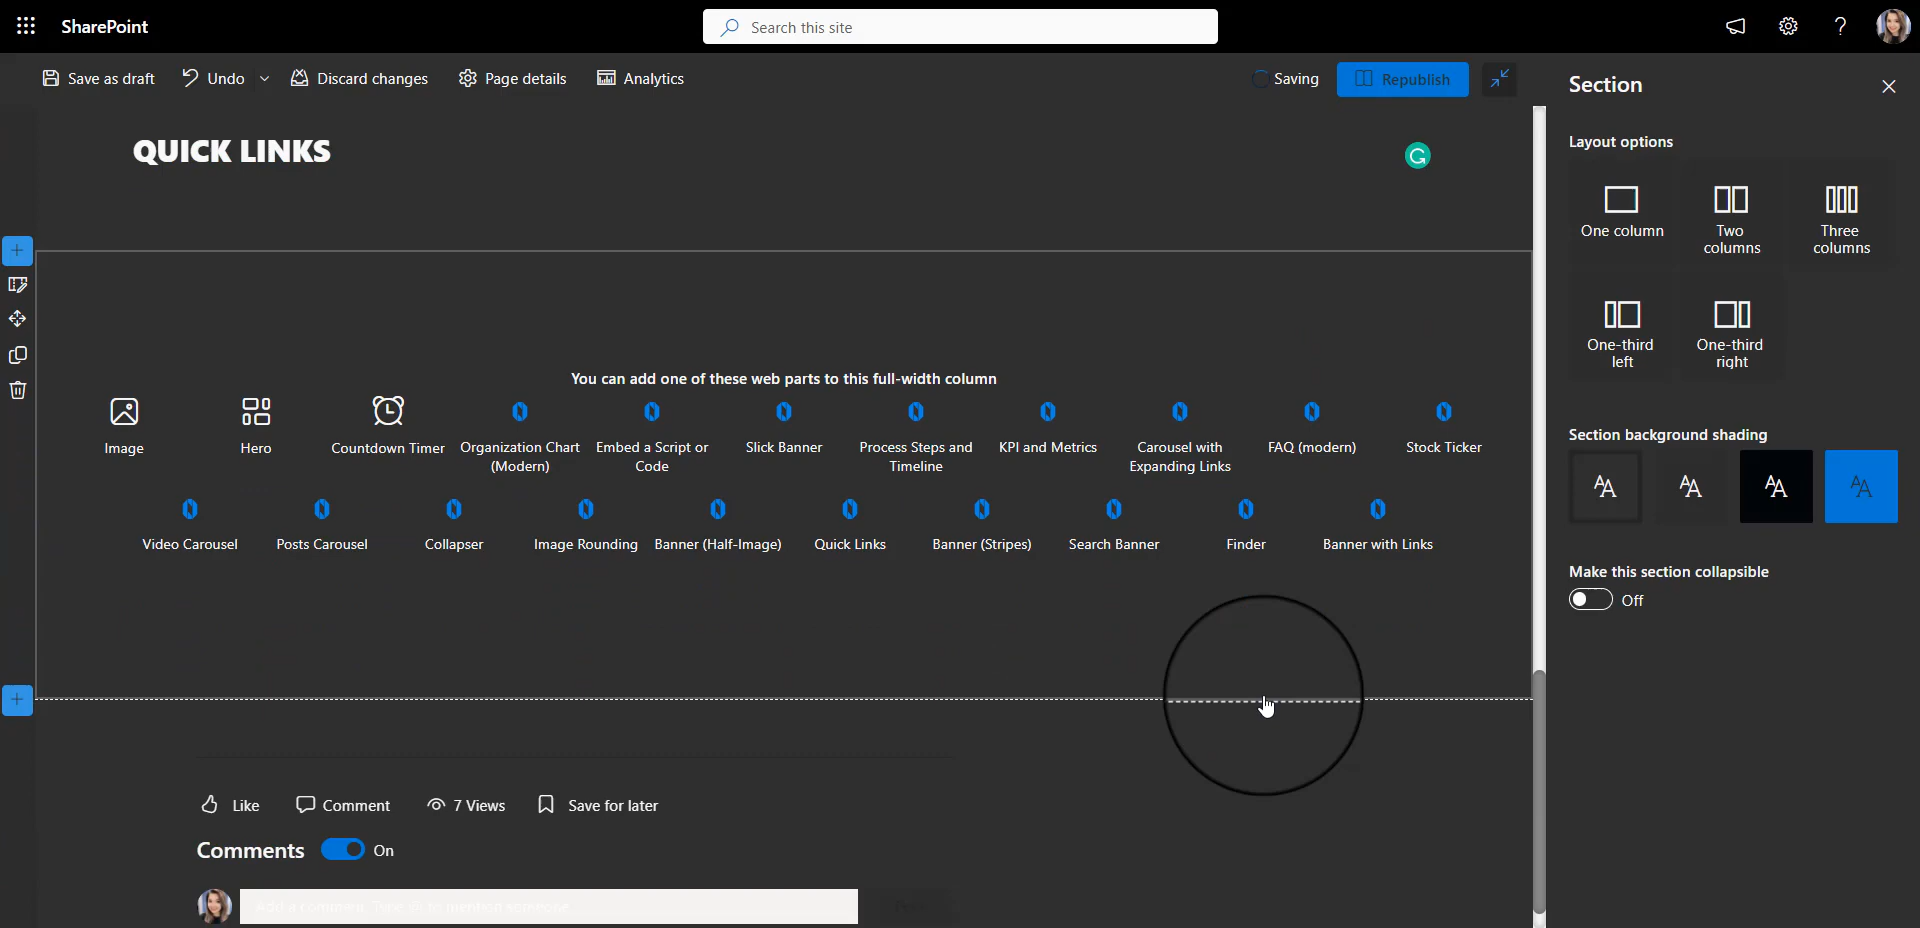 SharePoint
Search this site
Save as draft
Undo
Discard changes
Page details
Analytics
Saving
Republish
Section
QUICK LINKS
Layout options
One column
Two
columns
Three
columns
One-third
left
One-third
right
You can add one of these web parts to this full-width column
Image
Hero
Countdown Timer
Organization Chart
(Modern)
Embed a Script or
Code
Slick Banner
Process Steps and
Timeline
KPI and Metrics
Carousel with
Expanding Links
FAQ (modern)
Stock Ticker
Video Carousel
Posts Carousel
Collapser
Image Rounding
Banner (Half-Image)
Quick Links
Banner (Stripes)
Search Banner
Finder
Banner with Links
Section background shading
Make this section collapsible
Off
Like
Comment
7 Views
Save for later
Comments
On